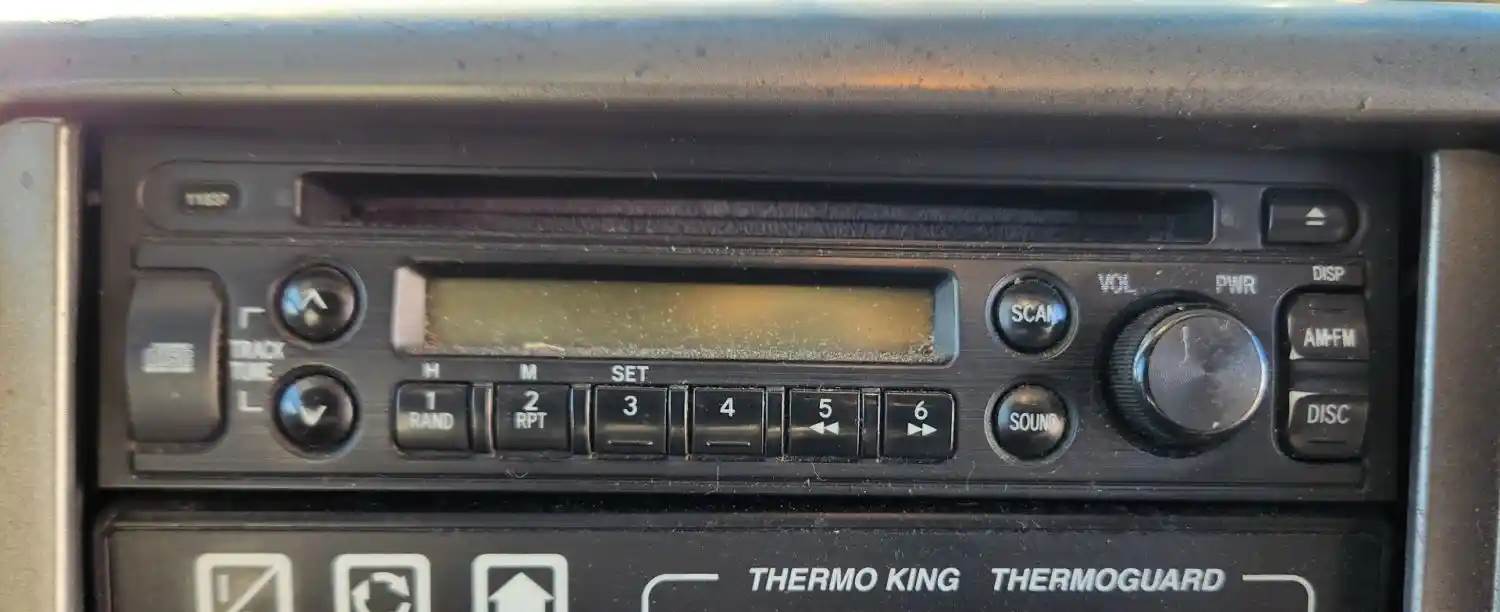 11837
VOL
PWR
DISP
SCAN
AM•FM
TRACK
TUNE
H
M
SET
1
RAND
2
RPT
3
4
5
6
SOUND
DISC
THERMO KING THERMOGUARD